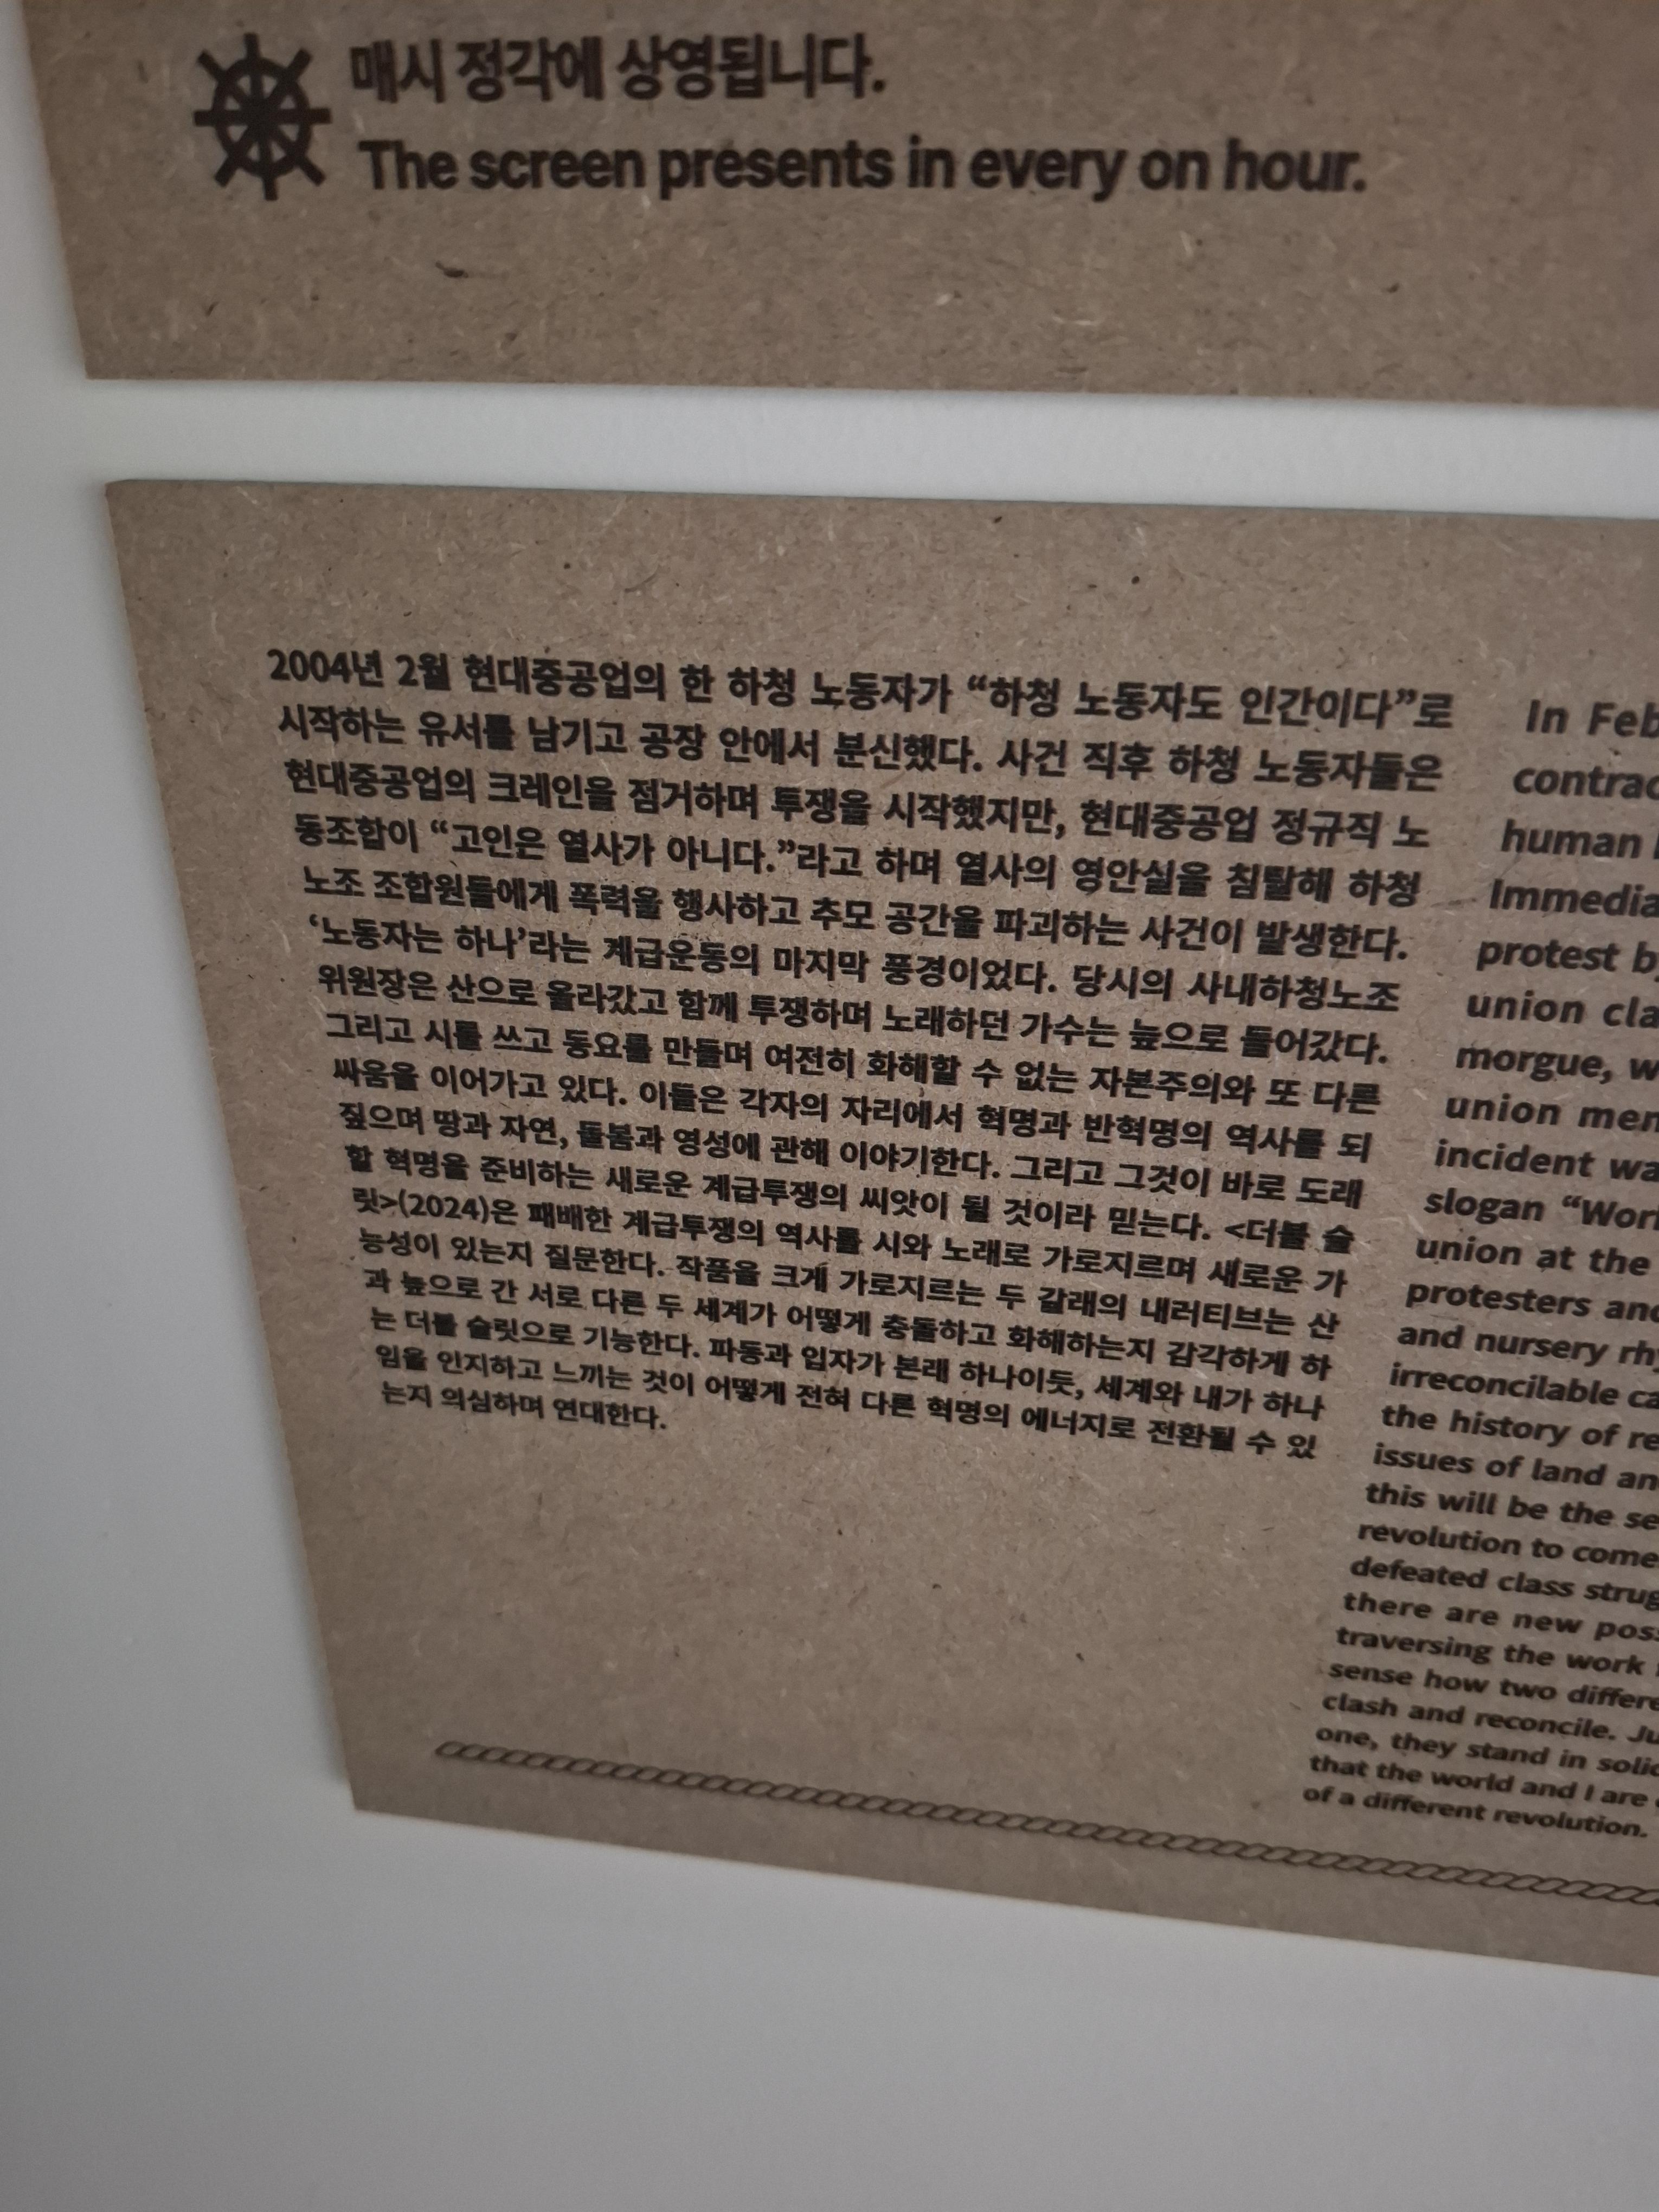 매시 정각에 상영됩니다.
The screen presents in every on hour.
2004년 2월 현대중공업의 한 하청 노동자가 “하청 노동자도 인간이다”로
시작하는 유서를 남기고 공장 안에서 분신했다. 사건 직후 하청 노동자들은
현대중공업의 크레인을 점거하며 투쟁을 시작했지만, 현대중공업 정규직 노
동조합이 “고인은 열사가 아니다.”라고 하며 열사의 영안실을 침탈해 하청
노조 조합원들에게 폭력을 행사하고 추모 공간을 파괴하는 사건이 발생한다.
‘노동자는 하나’라는 계급운동의 마지막 풍경이었다. 당시의 사내하청노조
위원장은 산으로 올라갔고 함께 투쟁하며 노래하던 가수는 늪으로 들어갔다.
그리고 시를 쓰고 동요를 만들며 여전히 화해할 수 없는 자본주의와 또 다른
싸움을 이어가고 있다. 이들은 각자의 자리에서 혁명과 반혁명의 역사를 되
짚으며 땅과 자연, 돌봄과 영성에 관해 이야기한다. 그리고 그것이 바로 도래
할 혁명을 준비하는 새로운 계급투쟁의 씨앗이 될 것이라 믿는다. <더블 슬
릿>(2024)은 패배한 계급투쟁의 역사를 시와 노래로 가로지르며 새로운 가
능성이 있는지 질문한다. 작품을 크게 가로지르는 두 갈래의 내러티브는 산
과 늪으로 간 서로 다른 두 세계가 어떻게 충돌하고 화해하는지 감각하게 하
는 더블 슬릿으로 기능한다. 파동과 입자가 본래 하나이듯, 세계와 내가 하나
임을 인지하고 느끼는 것이 어떻게 전혀 다른 혁명의 에너지로 전환될 수 있
는지 의심하며 연대한다.
In Feb
contrac
human
Immedia
protest b
union cla
morgue, w
union men
incident wa
slogan “Wor
union at the
protesters and
and nursery rhy
irreconcilable ca
the history of re
issues of land an
this will be the se
revolution to come
defeated class strug
there are new poss
traversing the work
sense how two differe
clash and reconcile. Ju
one, they stand in solid
that the world and I are
of a different revolution.